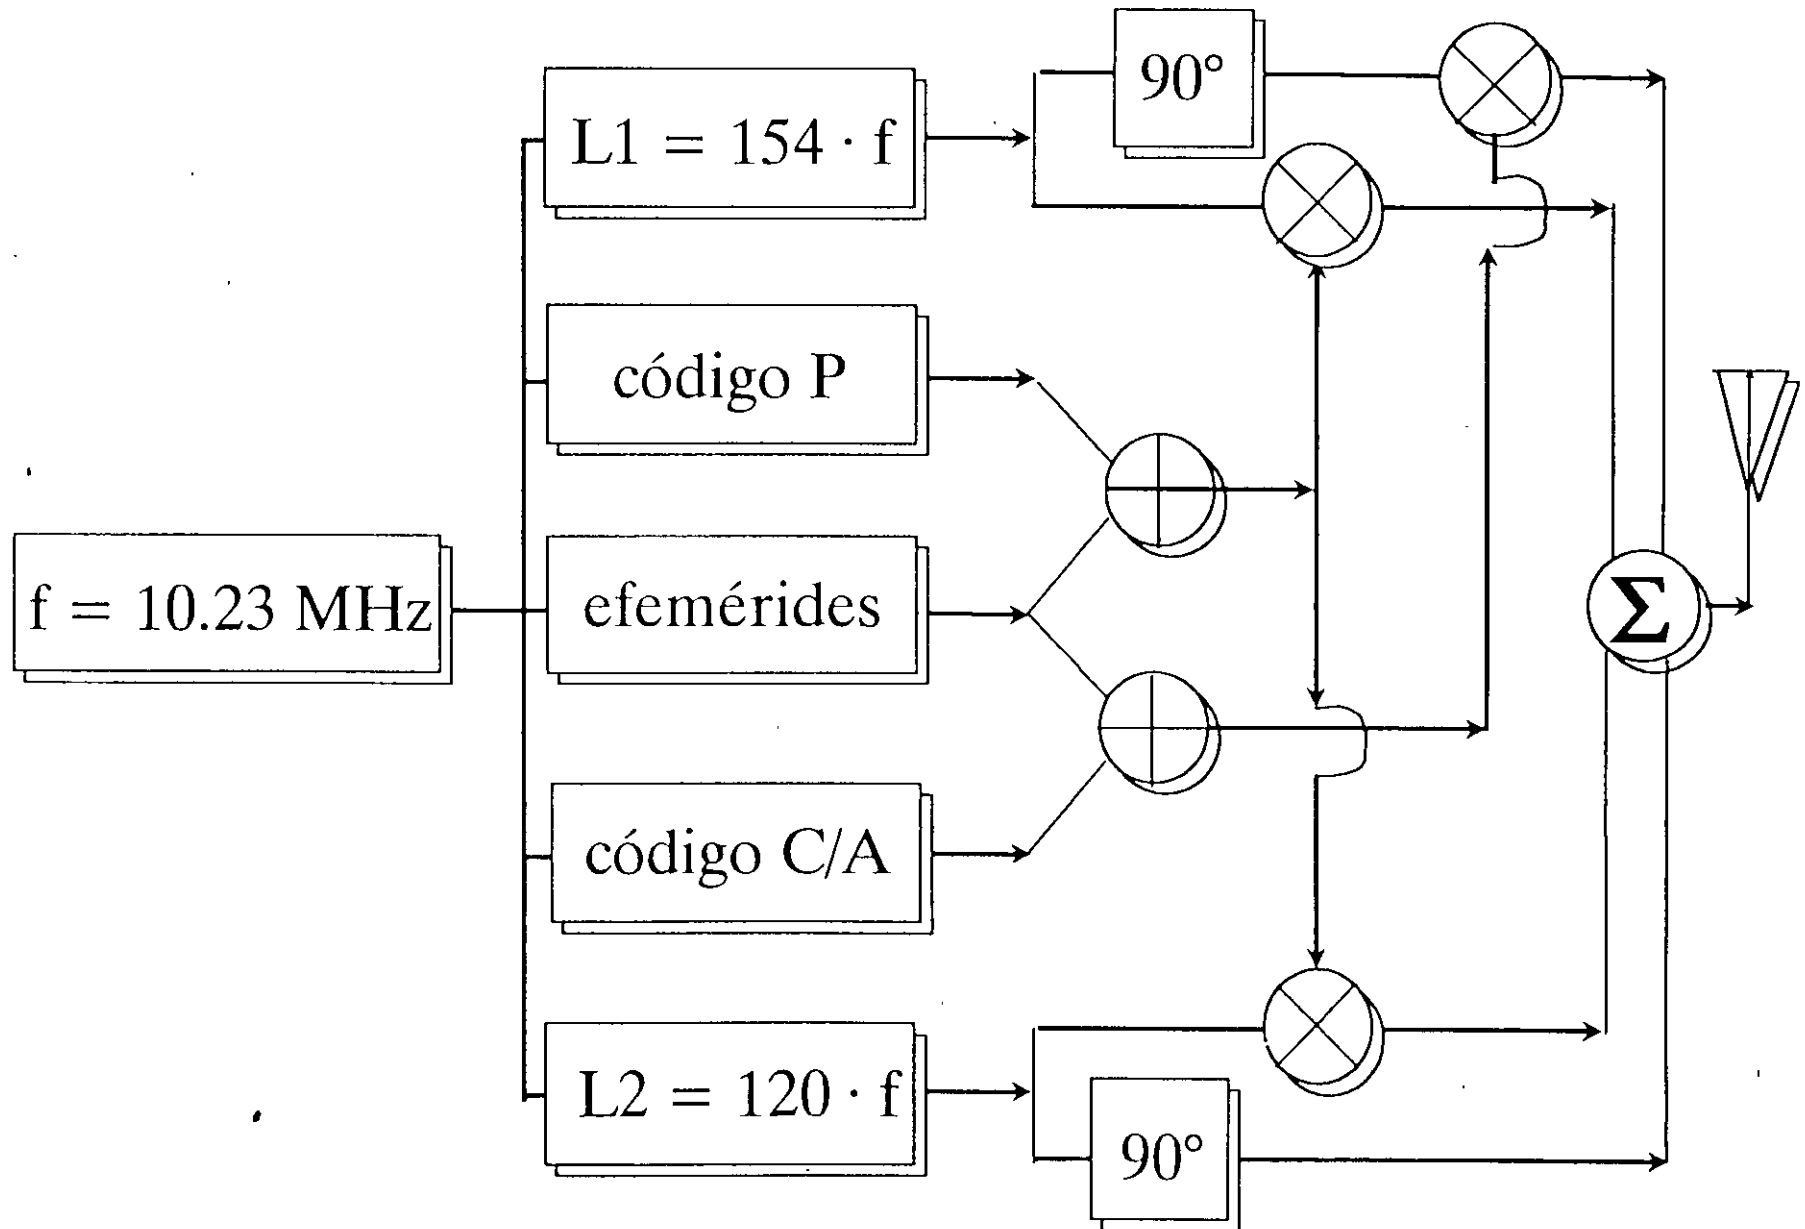 90°
L1 = 154 · f
código P
efemérides
f = 10.23 MHz
Σ
código C/A
L2 = 120 · f
90°